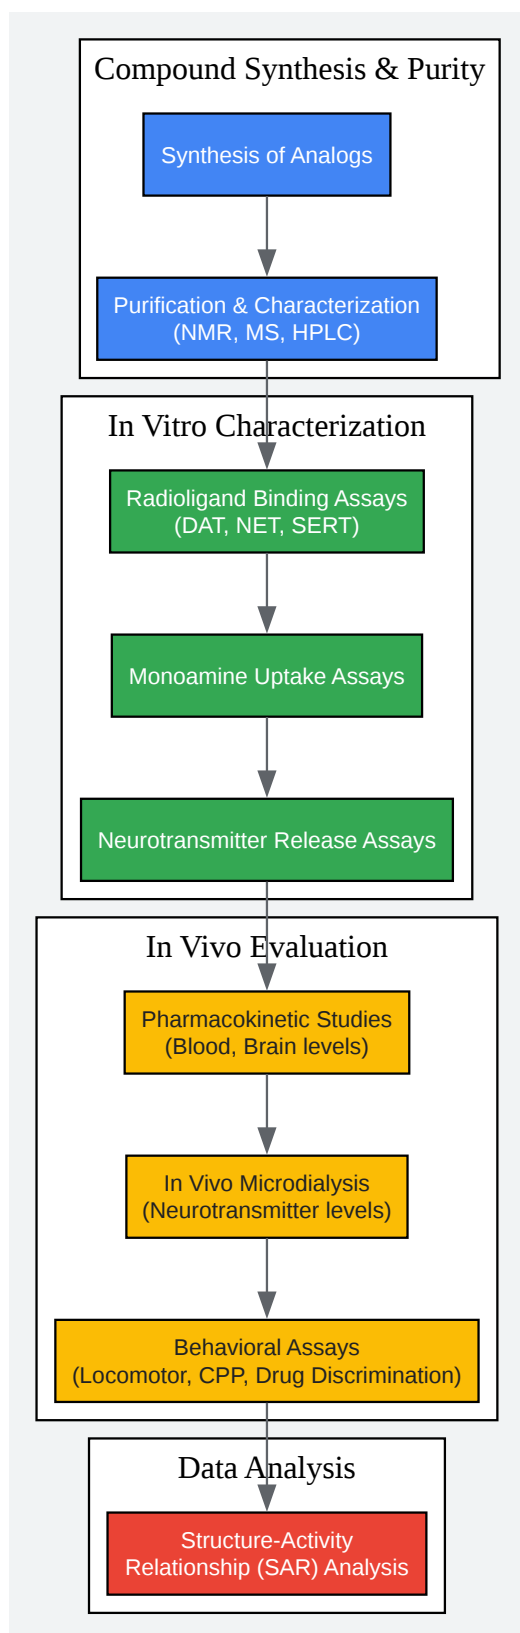 Compound Synthesis & Purity
Synthesis of Analogs
Purification & Characterization
(NMR, MS, HPLC)
In Vitro Characterization
Radioligand Binding Assays
(DAT, NET, SERT)
Monoamine Uptake Assays
Neurotransmitter Release Assays
In Vivo Evaluation
Pharmacokinetic Studies
(Blood, Brain levels)
In Vivo Microdialysis
(Neurotransmitter levels)
Behavioral Assays
(Locomotor, CPP, Drug Discrimination)
Data Analysis
Structure-Activity
Relationship (SAR) Analysis